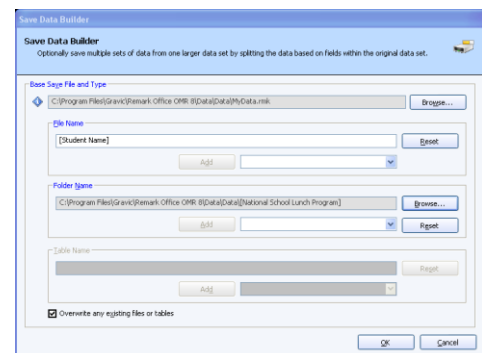 Save Data Builder
Save Data Builder
Optionally save multiple sets of data from one larger data set by splitting the data based on fields within the original data set.
Base Save File and Type
C:\Program Files\Gravic\Remark Office OMR 8\Data\Data\MyData.rmk
Browse...
File Name
[Student Name]
Reset
Add
Folder Name
C:\Program Files\Gravic\Remark Office OMR 8\Data\Data\[National School Lunch Program]
Browse...
Add
Reset
Table Name
Reset
Add
Overwrite any existing files or tables
OK
Cancel